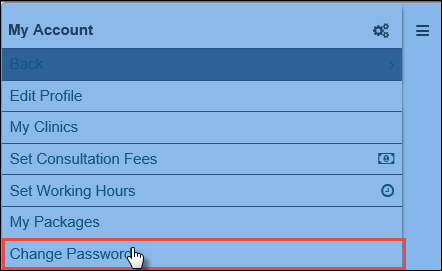 My Account
Back
Edit Profile
My Clinics
Set Consultation Fees
Set Working Hours
My Packages
Change Password